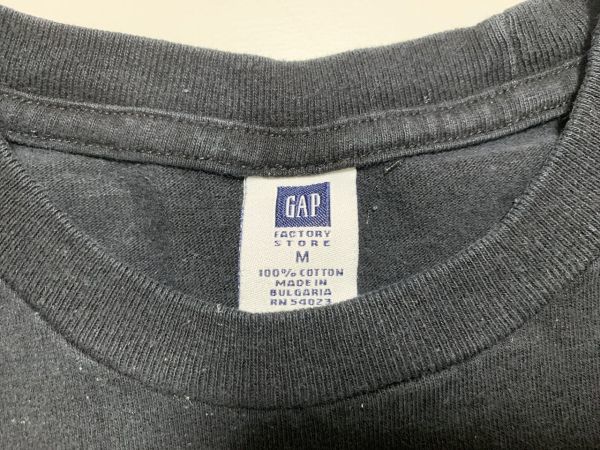 GAP
FACTORY
STORE
M
100% COTTON
MADE IN
BULGARIA
RN 54023